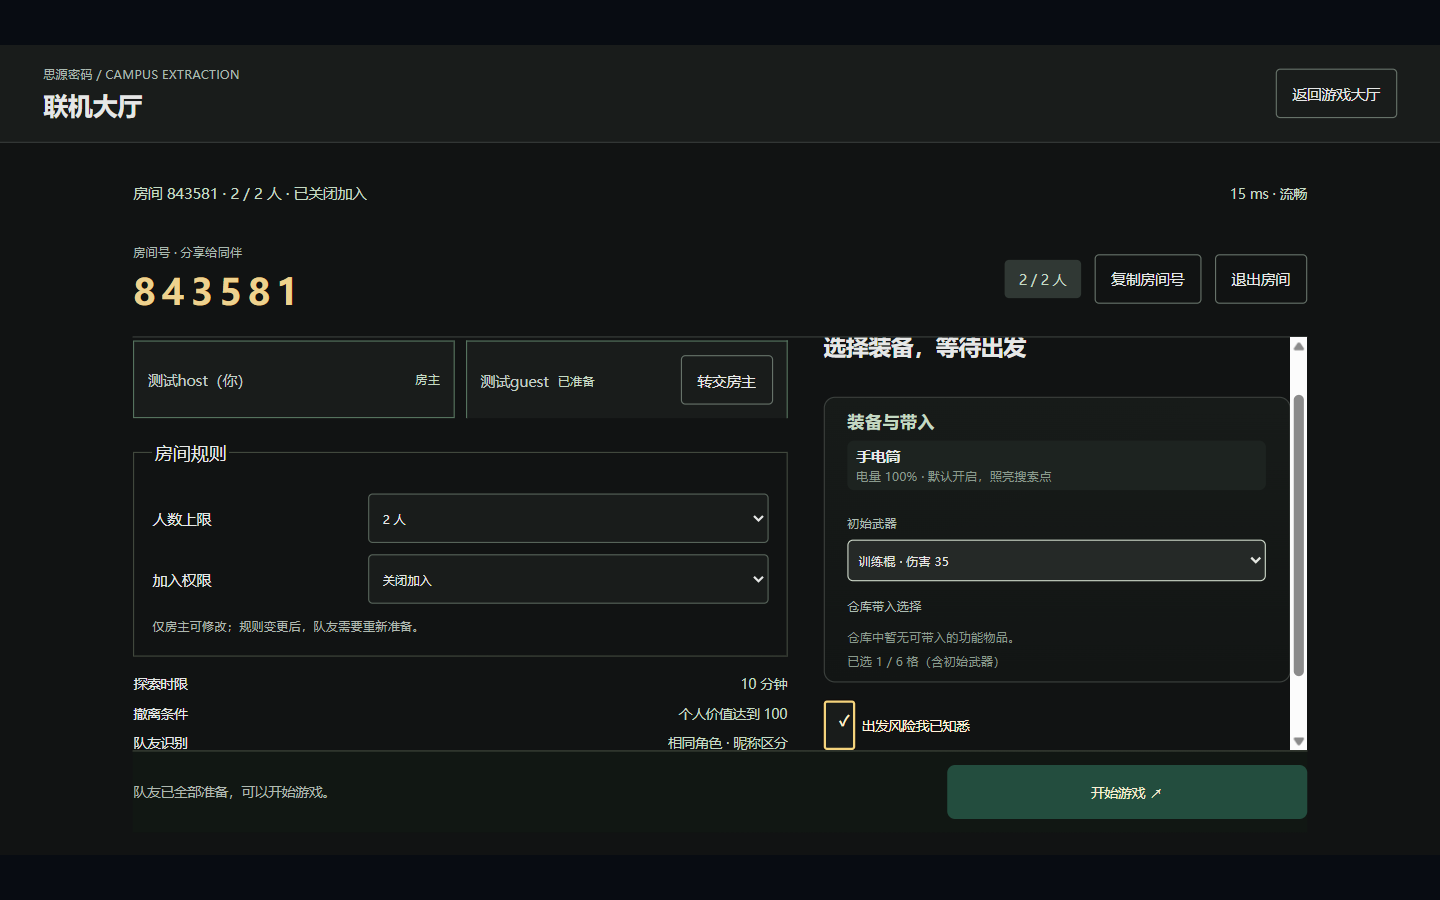 思源密码 / CAMPUS EXTRACTION
联机大厅
返回游戏大厅
房间 843581 · 2 / 2 人 · 已关闭加入
15 ms · 流畅
房间号 · 分享给同伴
843581
2 / 2 人
复制房间号
退出房间
测试host（你）
房主
测试guest 已准备
转交房主
房间规则
人数上限
2 人
加入权限
关闭加入
仅房主可修改；规则变更后，队友需要重新准备。
探索时限
10 分钟
撤离条件
个人价值达到 100
队友识别
相同角色 · 昵称区分
选择装备，等待出发
装备与带入
手电筒
电量 100% · 默认开启，照亮搜索点
初始武器
训练棍 · 伤害 35
仓库带入选择
仓库中暂无可带入的功能物品。
已选 1 / 6 格（含初始武器）
✓ 出发风险我已知悉
队友已全部准备，可以开始游戏。
开始游戏 ↗